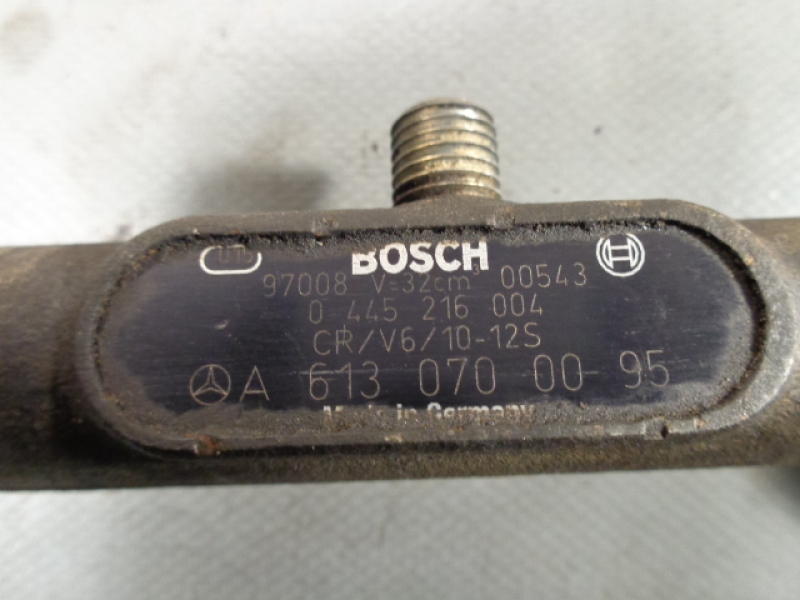 BOSCH
97008 V=32cm 00543
0 445 216 004
CR/V6/10-12S
A 613 070 00 95
Made in Germany